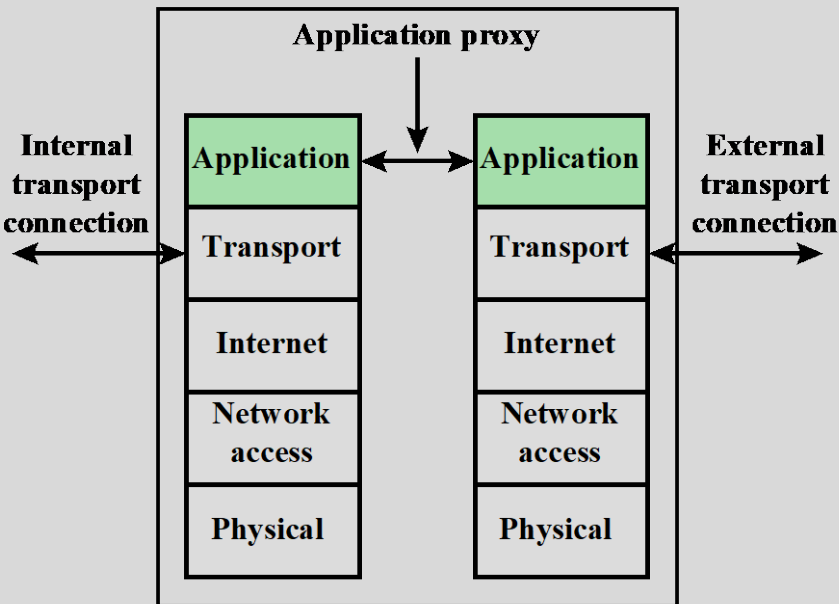 Application proxy
Internal
transport
connection
Application
Transport
Internet
Network
access
Physical
Application
Transport
Internet
Network
access
Physical
External
transport
connection